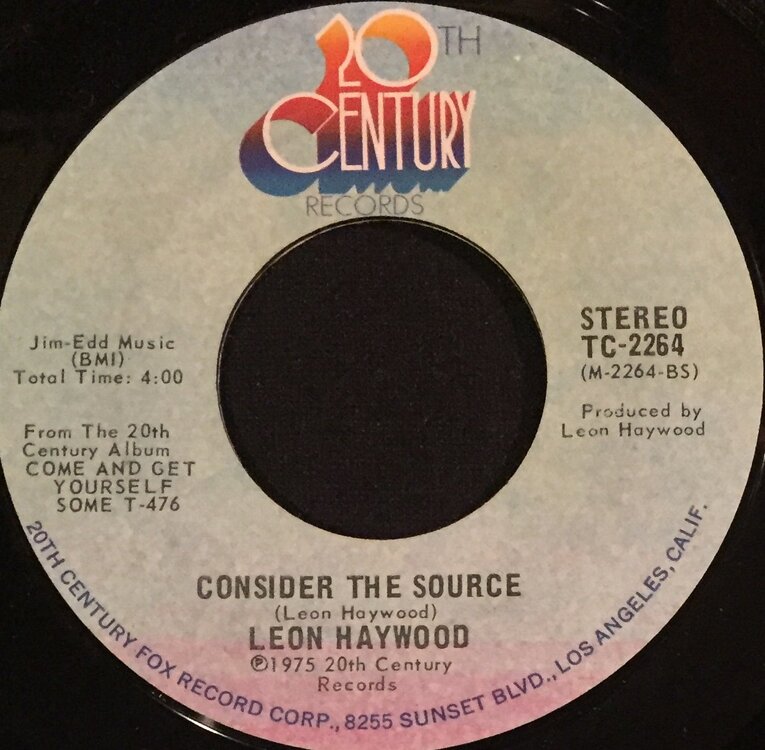 20TH
CENTURY
RECORDS
Jim-Edd Music
(BMI)
Total Time: 4:00
From The 20th
Century Album
COME AND GET
YOURSELF
SOME T-476
STEREO
TC-2264
(M-2264-BS)
Produced by
Leon Haywood
CONSIDER THE SOURCE
(Leon Haywood)
LEON HAYWOOD
℗1975 20th Century
Records
20TH CENTURY FOX RECORD CORP., 8255 SUNSET BLVD., LOS ANGELES, CALIF.